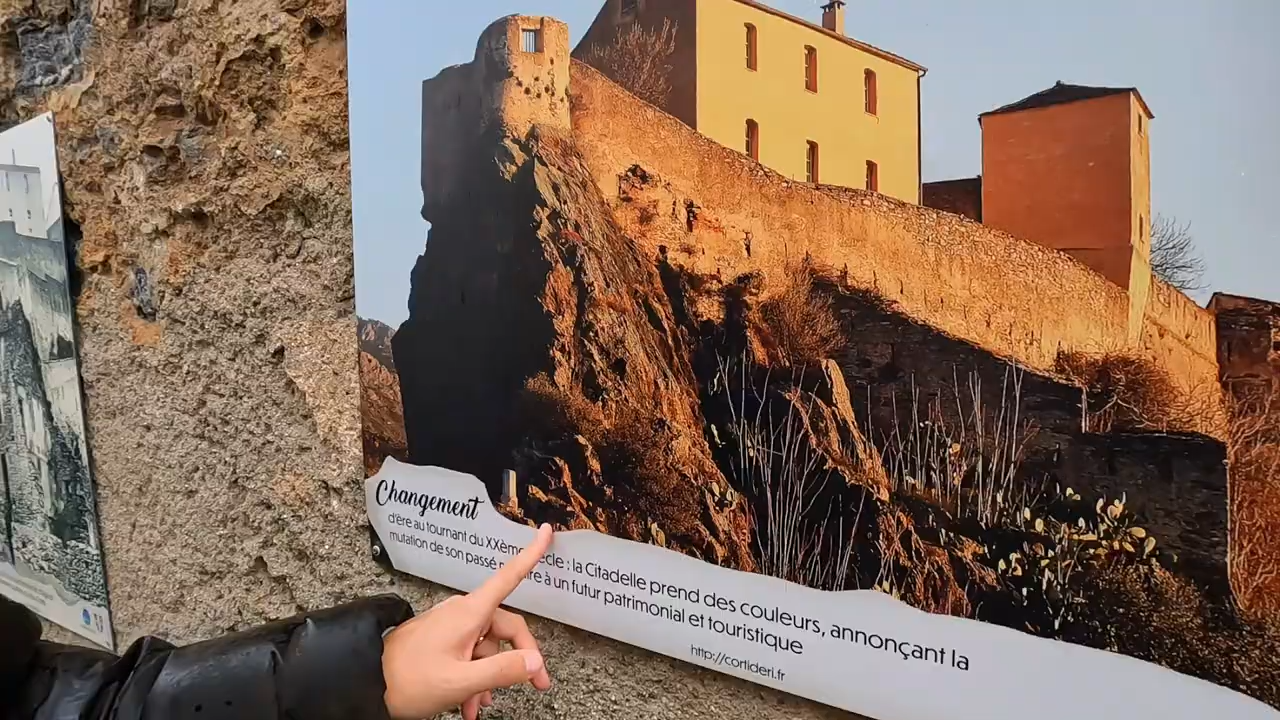 Changement
d'ère au tournant du XXème : la Citadelle prend des couleurs, annonçant la
mutation de son passé à un futur patrimonial et touristique
http://cortideri.fr